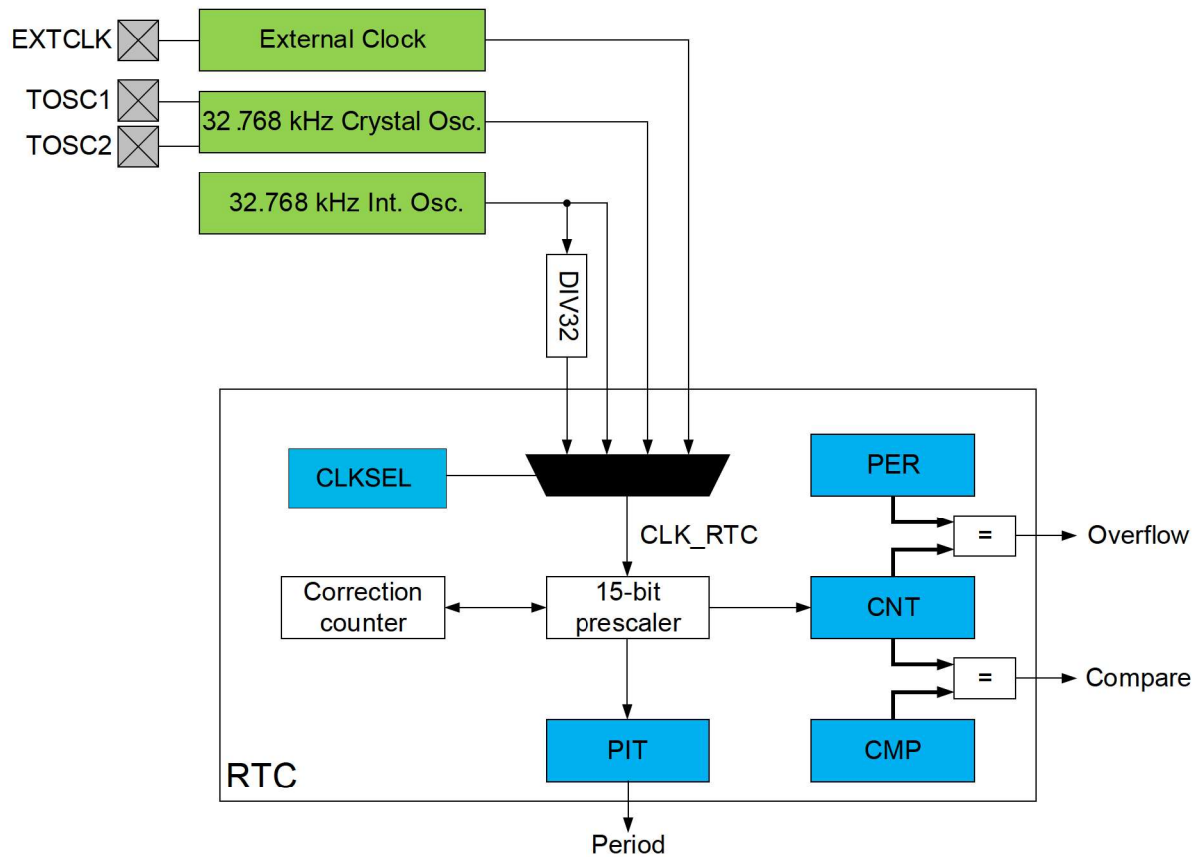 EXTCLK
External Clock
TOSC1
TOSC2
32.768 kHz Crystal Osc.
32.768 kHz Int. Osc.
DIV32
CLKSEL
PER
=
Overflow
CLK_RTC
Correction
counter
15-bit
prescaler
CNT
=
Compare
PIT
CMP
RTC
Period